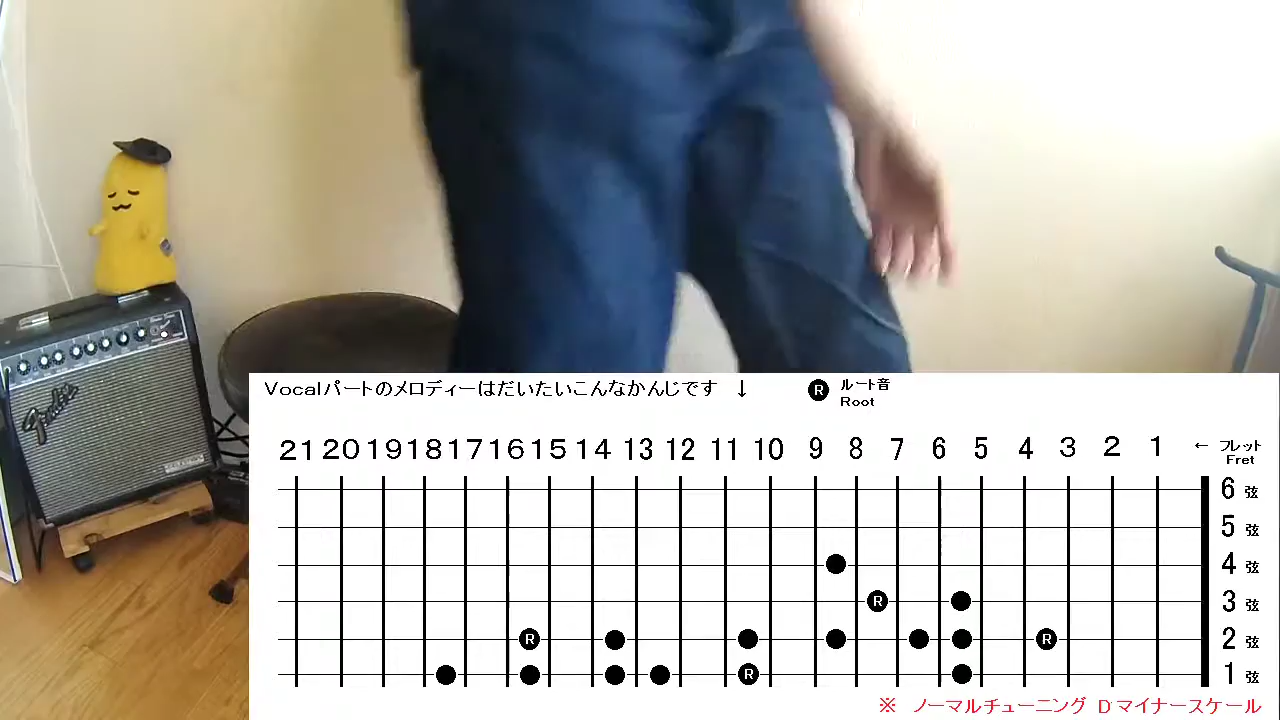 Fender
Vocalパートのメロディーはだいたいこんなかんじです ↓
R ルート音
Root
21 20 19 18 17 16 15 14 13 12 11 10 9 8 7 6 5 4 3 2 1 ← フレット
Fret
6 弦
5 弦
4 弦
R 3 弦
R R 2 弦
R 1 弦
※ ノーマルチューニング Dマイナースケール